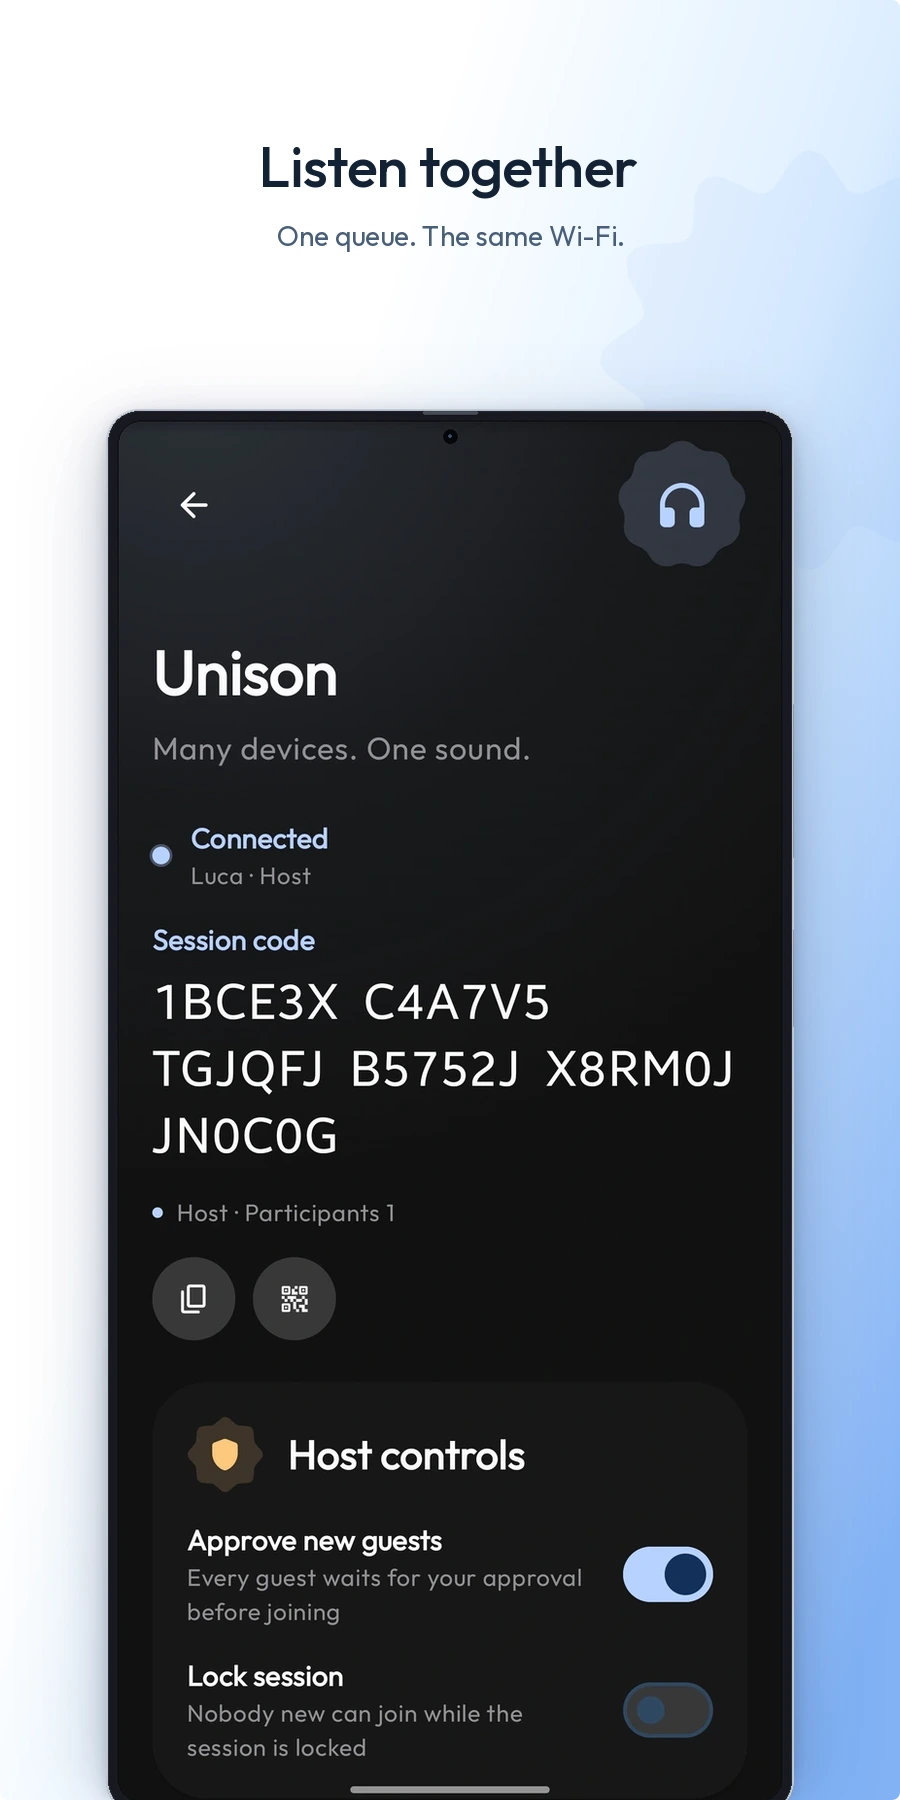 Listen together
One queue. The same Wi-Fi.
Unison
Many devices. One sound.
Connected
Luca · Host
Session code
1BCE3X C4A7V5
TGJQFJ B5752J X8RM0J
JN0C0G
Host · Participants 1
Host controls
Approve new guests
Every guest waits for your approval
before joining
Lock session
Nobody new can join while the
session is locked